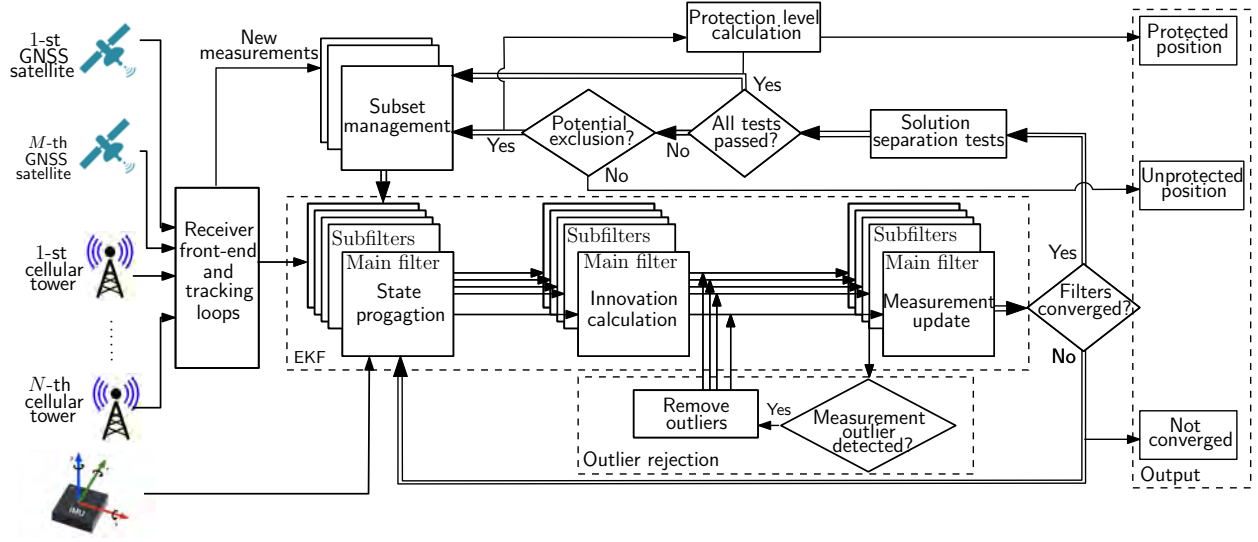 1-st
GNSS
satellite
M-th
GNSS
satellite
1-st
cellular
tower
N-th
cellular
tower
IMU
Receiver
front-end
and
tracking
loops
New
measurements
Subset
management
Protection level
calculation
Yes
Potential
exclusion?
Yes
No
All tests
passed?
No
Solution
separation tests
Subfilters
Main filter
State
progagtion
Subfilters
Main filter
Innovation
calculation
Subfilters
Main filter
Measurement
update
EKF
Yes
Filters
converged?
No
Remove
outliers
Yes
Measurement
outlier
detected?
Outlier rejection
Protected
position
Unprotected
position
Not
converged
Output